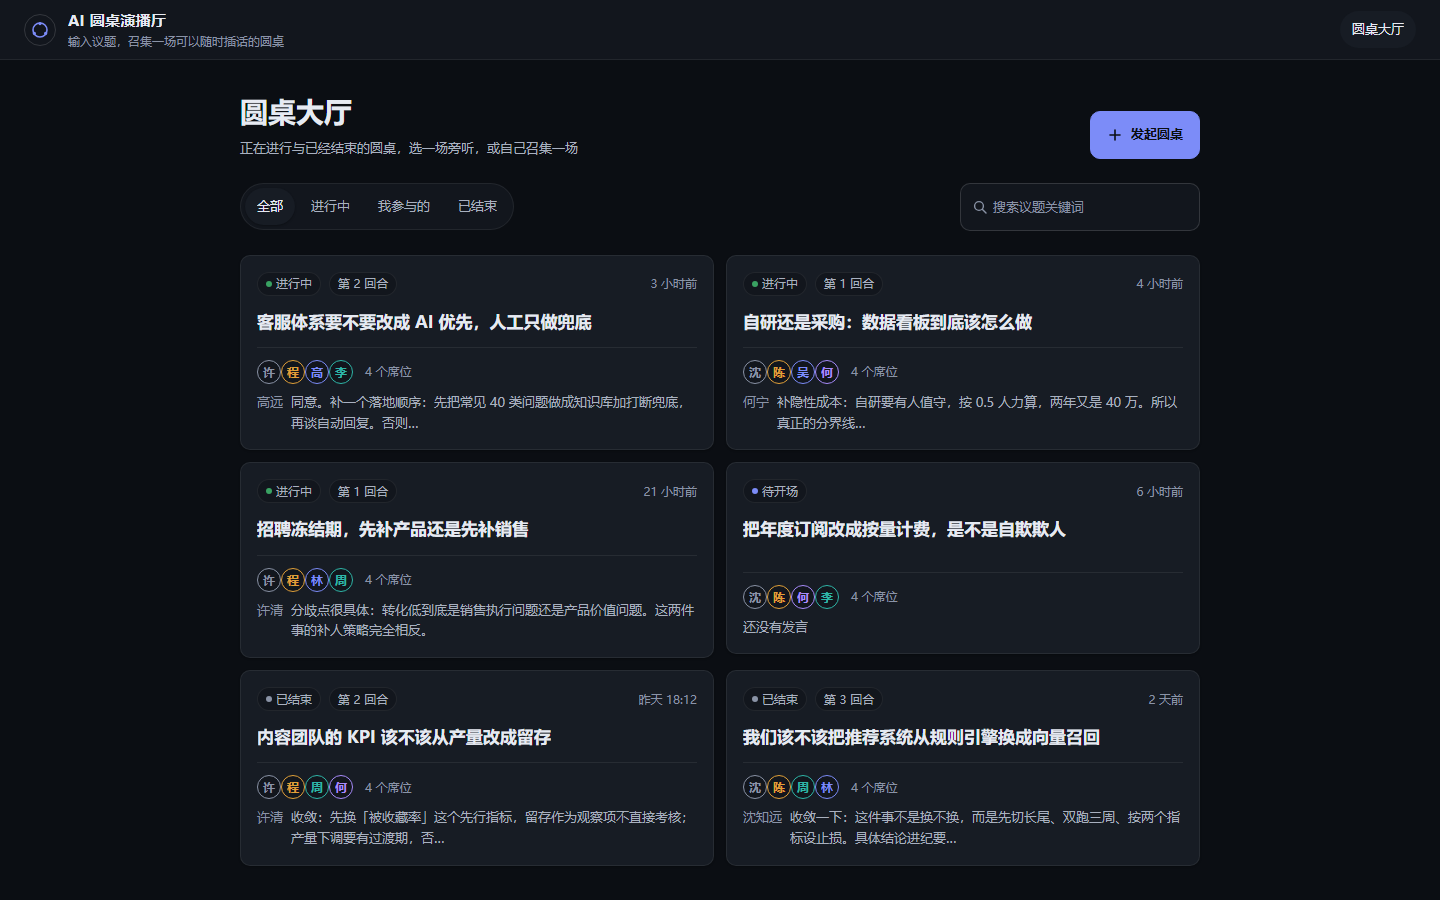 AI 圆桌演播厅
输入议题，召集一场可以随时插话的圆桌
圆桌大厅
圆桌大厅
正在进行与已经结束的圆桌，选一场旁听，或自己召集一场
发起圆桌
全部 进行中 我参与的 已结束
搜索议题关键词
进行中 第 2 回合 3 小时前
客服体系要不要改成 AI 优先，人工只做兜底
许 程 高 李 4 个席位
高远 同意。补一个落地顺序：先把常见 40 类问题做成知识库加打断兜底，
再谈自动回复。否则...
进行中 第 1 回合 4 小时前
自研还是采购：数据看板到底该怎么做
沈 陈 吴 何 4 个席位
何宁 补隐性成本：自研要有人值守，按 0.5 人力算，两年又是 40 万。所以
真正的分界线...
进行中 第 1 回合 21 小时前
招聘冻结期，先补产品还是先补销售
许 程 林 周 4 个席位
许清 分歧点很具体：转化低到底是销售执行问题还是产品价值问题。这两件
事的补人策略完全相反。
待开场 6 小时前
把年度订阅改成按量计费，是不是自欺欺人
沈 陈 何 李 4 个席位
还没有发言
已结束 第 2 回合 昨天 18:12
内容团队的 KPI 该不该从产量改成留存
许 程 周 何 4 个席位
许清 收敛：先换「被收藏率」这个先行指标，留存作为观察项不直接考核；
产量下调要有过渡期，否...
已结束 第 3 回合 2 天前
我们该不该把推荐系统从规则引擎换成向量召回
沈 陈 周 林 4 个席位
沈知远 收敛一下：这件事不是换不换，而是先切长尾、双跑三周、按两个指
标设止损。具体结论进纪要...